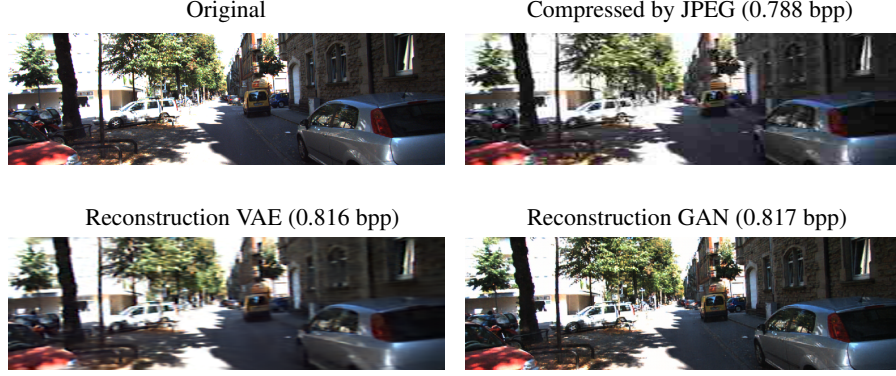 Original
Compressed by JPEG (0.788 bpp)
Reconstruction VAE (0.816 bpp)
Reconstruction GAN (0.817 bpp)